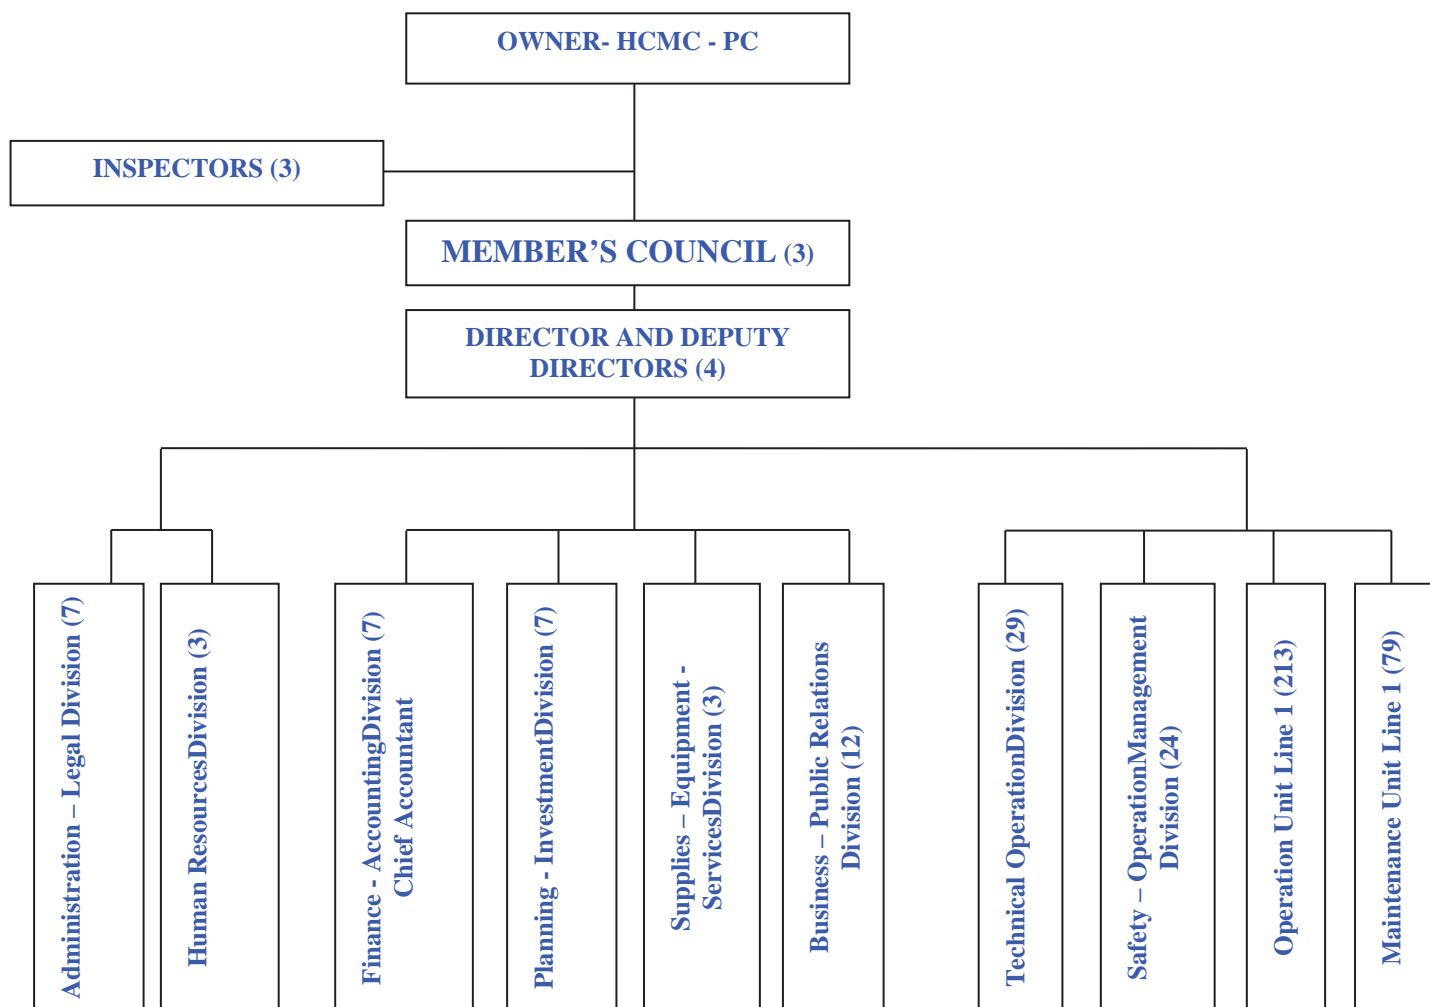 OWNER- HCMC - PC
INSPECTORS (3)
MEMBER’S COUNCIL (3)
DIRECTOR AND DEPUTY
DIRECTORS (4)
Administration – Legal Division (7)
Human ResourcesDivision (3)
Finance - AccountingDivision (7)
Chief Accountant
Planning - InvestmentDivision (7)
Supplies – Equipment -
ServicesDivision (3)
Business – Public Relations
Division (12)
Technical OperationDivision (29)
Safety – OperationManagement
Division (24)
Operation Unit Line 1 (213)
Maintenance Unit Line 1 (79)